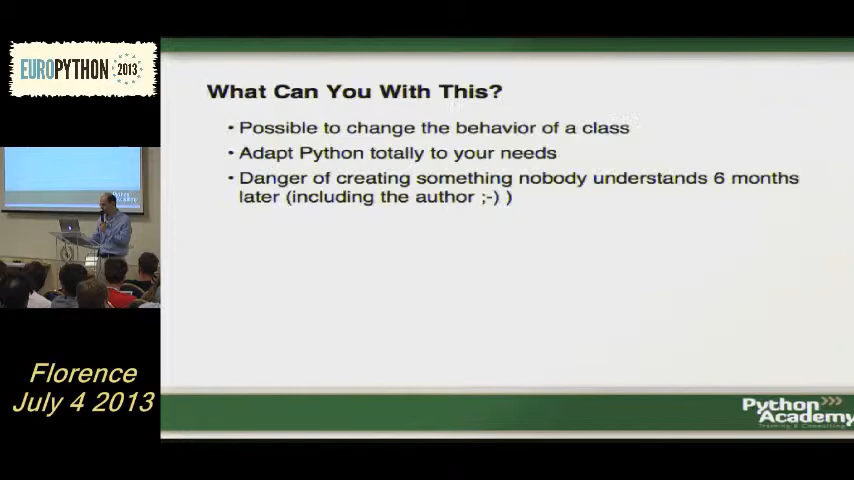 EUROPYTHON 2013
What Can You With This?
• Possible to change the behavior of a class
• Adapt Python totally to your needs
• Danger of creating something nobody understands 6 months
later (including the author ;-) )
Florence
July 4 2013
Python
Academy
Training & Consulting